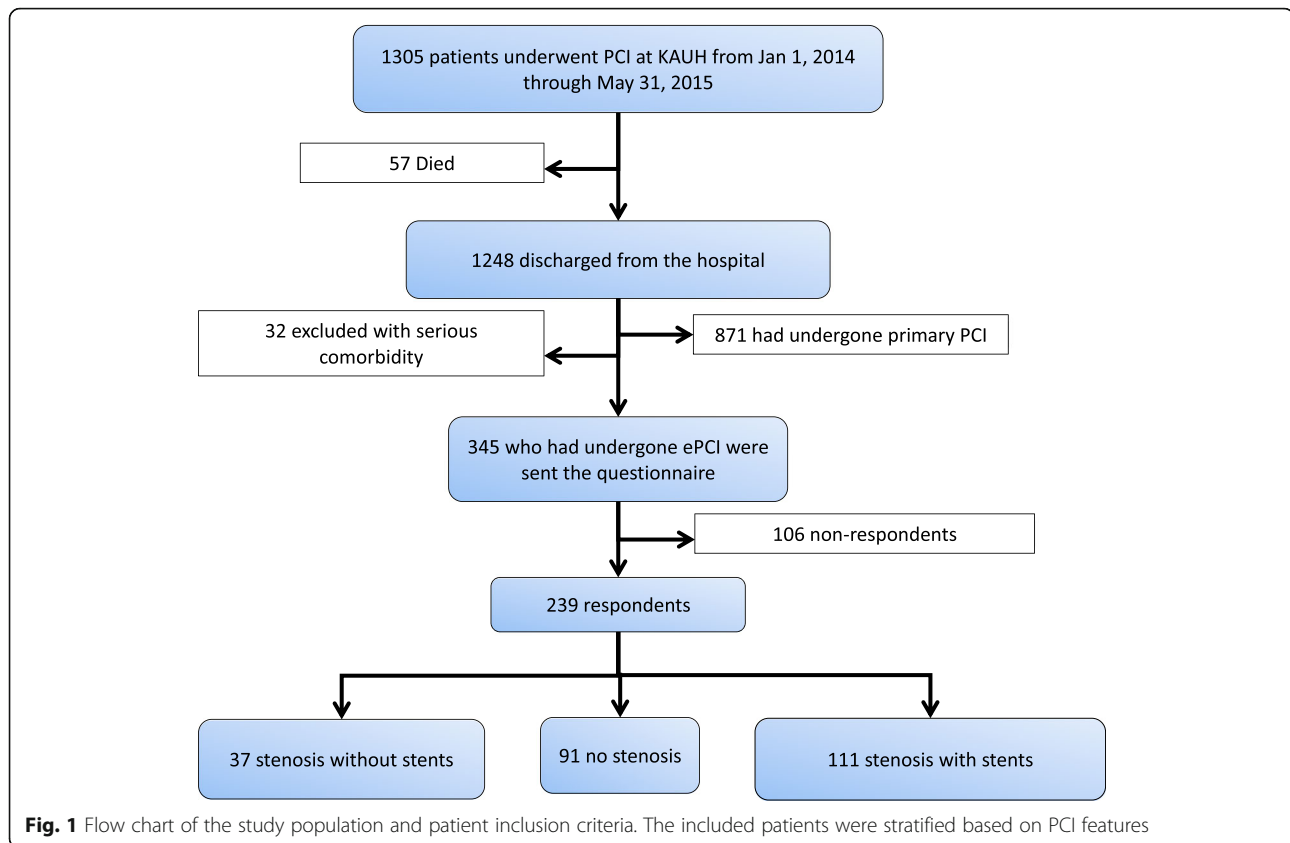 1305 patients underwent PCI at KAUH from Jan 1, 2014
through May 31, 2015
57 Died
1248 discharged from the hospital
32 excluded with serious
comorbidity
871 had undergone primary PCI
345 who had undergone ePCI were
sent the questionnaire
106 non-respondents
239 respondents
37 stenosis without stents
91 no stenosis
111 stenosis with stents
Fig. 1 Flow chart of the study population and patient inclusion criteria. The included patients were stratified based on PCI features